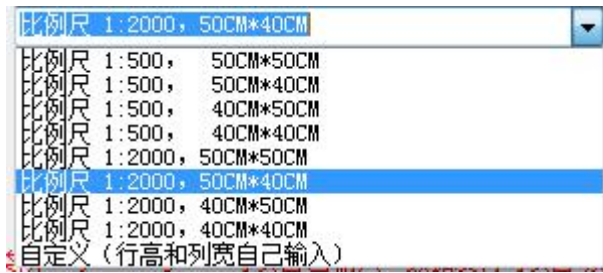 比例尺 1:2000，50CM*40CM
比例尺 1:500，  50CM*50CM
比例尺 1:500，  50CM*40CM
比例尺 1:500，  40CM*50CM
比例尺 1:500，  40CM*40CM
比例尺 1:2000，50CM*50CM
比例尺 1:2000，50CM*40CM
比例尺 1:2000，40CM*50CM
比例尺 1:2000，40CM*40CM
自定义（行高和列宽自己输入）